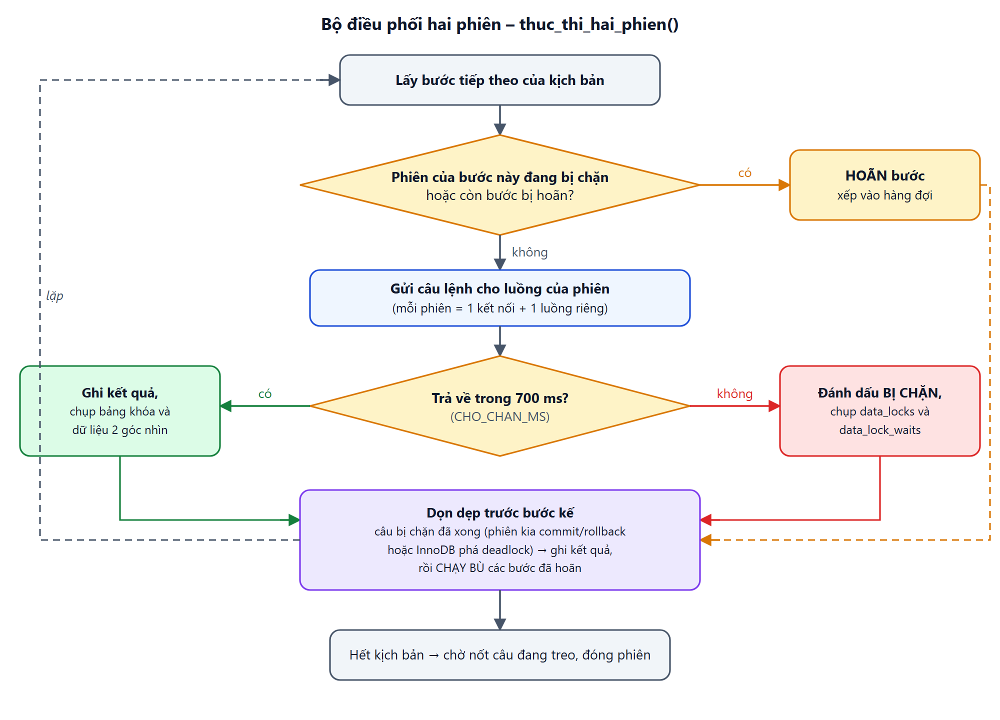 Bộ điều phối hai phiên – thuc_thi_hai_phien()
Lấy bước tiếp theo của kịch bản
Phiên của bước này đang bị chặn
hoặc còn bước bị hoãn?
có
HOÃN bước
xếp vào hàng đợi
không
Gửi câu lệnh cho luồng của phiên
(mỗi phiên = 1 kết nối + 1 luồng riêng)
lặp
Ghi kết quả,
chụp bảng khóa và
dữ liệu 2 góc nhìn
có
Trả về trong 700 ms?
(CHO_CHAN_MS)
không
Đánh dấu BỊ CHẶN,
chụp data_locks và
data_lock_waits
Dọn dẹp trước bước kế
câu bị chặn đã xong (phiên kia commit/rollback
hoặc InnoDB phá deadlock) → ghi kết quả,
rồi CHẠY BÙ các bước đã hoãn
Hết kịch bản → chờ nốt câu đang treo, đóng phiên